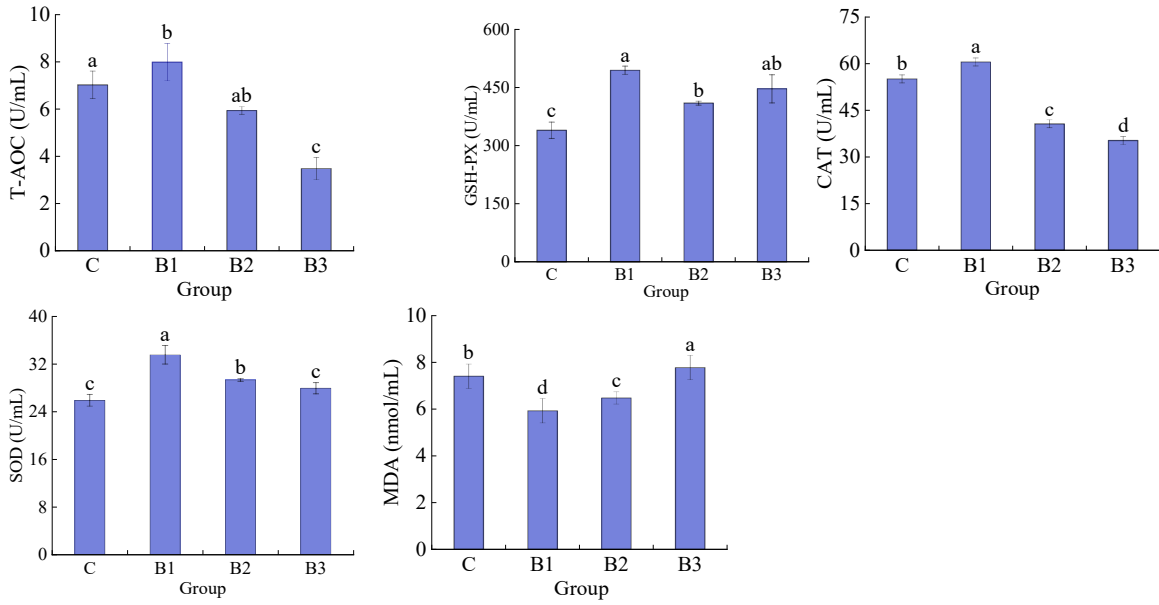 T-AOC (U/mL)
10
8
6
4
2
0
a
b
ab
c
C B1 B2 B3
Group
GSH-PX (U/mL)
600
450
300
150
0
c
a
b
ab
C B1 B2 B3
Group
CAT (U/mL)
75
60
45
30
15
0
b
a
c
d
C B1 B2 B3
Group
SOD (U/mL)
40
32
24
16
8
0
c
a
b
c
C B1 B2 B3
Group
MDA (nmol/mL)
10
8
6
4
2
0
b
d
c
a
C B1 B2 B3
Group